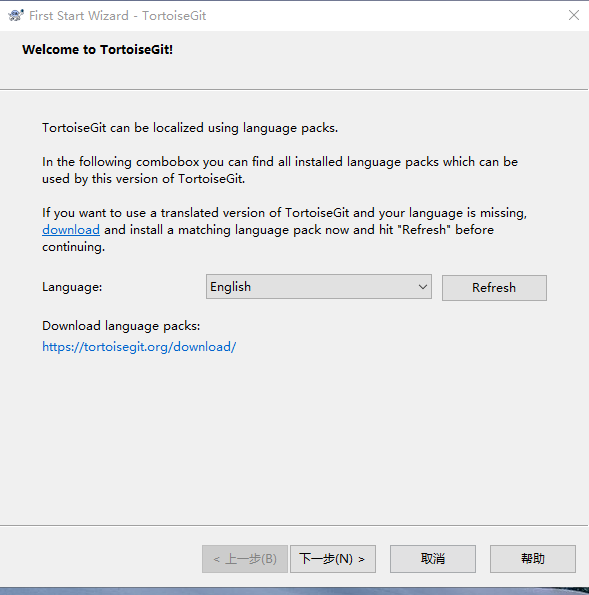 First Start Wizard - TortoiseGit
Welcome to TortoiseGit!
TortoiseGit can be localized using language packs.
In the following combobox you can find all installed language packs which can be
used by this version of TortoiseGit.
If you want to use a translated version of TortoiseGit and your language is missing,
download and install a matching language pack now and hit "Refresh" before
continuing.
Language:
English
Refresh
Download language packs:
https://tortoisegit.org/download/
< 上一步(B)
下一步(N) >
取消
帮助